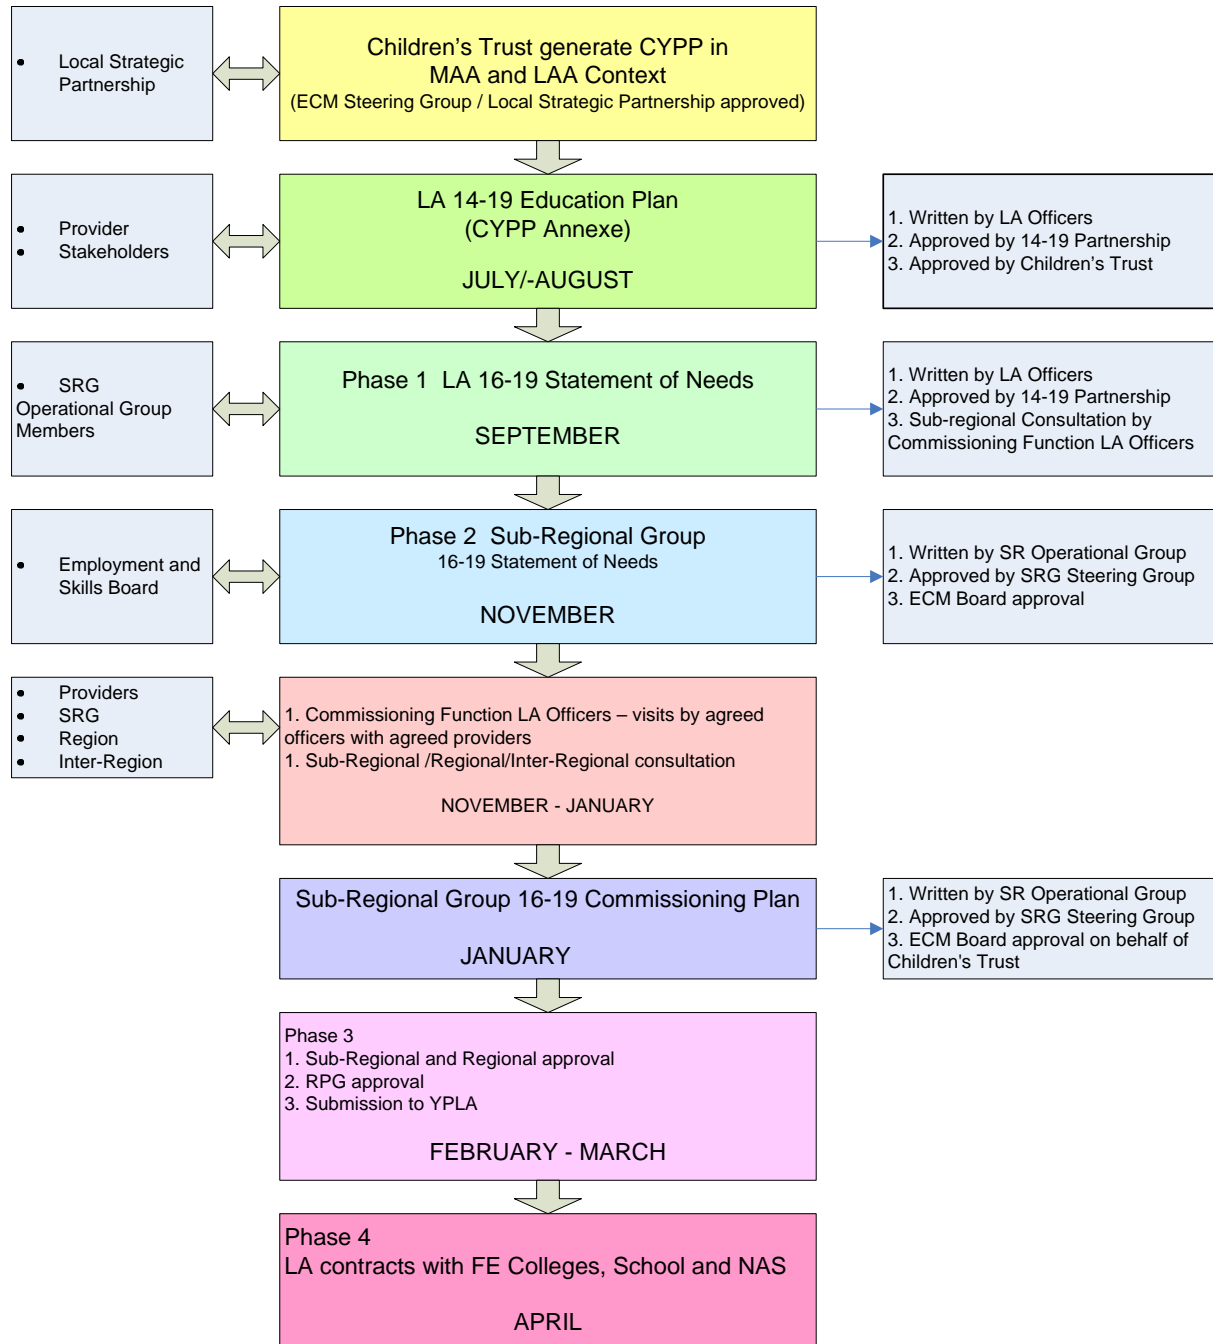 • Local Strategic
Partnership
Children’s Trust generate CYPP in
MAA and LAA Context
(ECM Steering Group / Local Strategic Partnership approved)
• Provider
• Stakeholders
LA 14-19 Education Plan
(CYPP Annexe)
JULY/-AUGUST
1. Written by LA Officers
2. Approved by 14-19 Partnership
3. Approved by Children’s Trust
• SRG
Operational Group
Members
Phase 1 LA 16-19 Statement of Needs
SEPTEMBER
1. Written by LA Officers
2. Approved by 14-19 Partnership
3. Sub-regional Consultation by
Commissioning Function LA Officers
• Employment and
Skills Board
Phase 2 Sub-Regional Group
16-19 Statement of Needs
NOVEMBER
1. Written by SR Operational Group
2. Approved by SRG Steering Group
3. ECM Board approval
• Providers
• SRG
• Region
• Inter-Region
1. Commissioning Function LA Officers – visits by agreed
officers with agreed providers
1. Sub-Regional /Regional/Inter-Regional consultation
NOVEMBER - JANUARY
Sub-Regional Group 16-19 Commissioning Plan
JANUARY
1. Written by SR Operational Group
2. Approved by SRG Steering Group
3. ECM Board approval on behalf of
Children's Trust
Phase 3
1. Sub-Regional and Regional approval
2. RPG approval
3. Submission to YPLA
FEBRUARY - MARCH
Phase 4
LA contracts with FE Colleges, School and NAS
APRIL